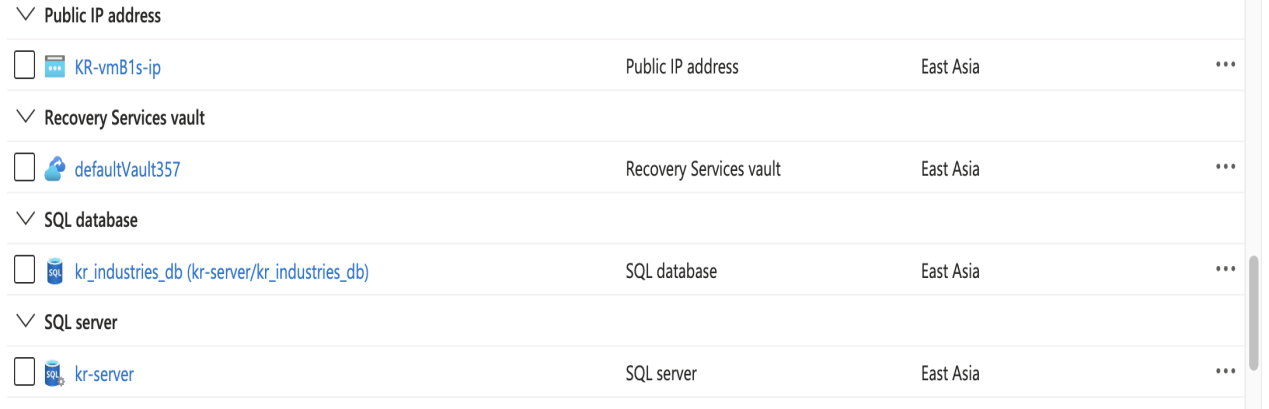 Public IP address
KR-vmB1s-ip Public IP address East Asia
Recovery Services vault
defaultVault357 Recovery Services vault East Asia
SQL database
SQL kr_industries_db (kr-server/kr_industries_db) SQL database East Asia
SQL server
SQL kr-server SQL server East Asia